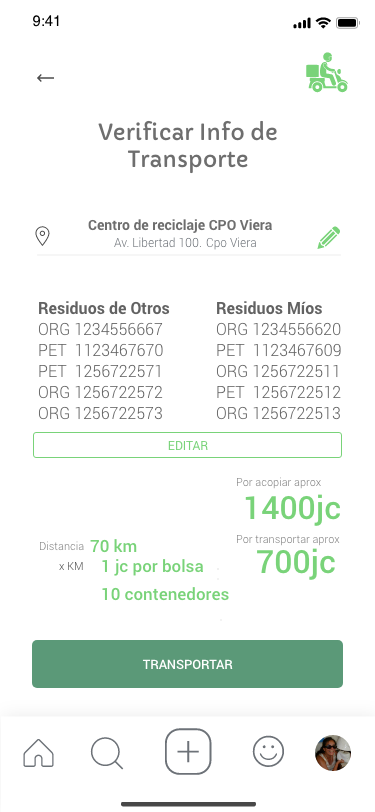 9:41
Verificar Info de
Transporte
Centro de reciclaje CPO Viera
Av. Libertad 100. Cpo Viera
Residuos de Otros
ORG 1234556667
PET 1123467670
PET 1256722571
ORG 1256722572
ORG 1256722573
Residuos Míos
ORG 1234556620
PET 1123467609
ORG 1256722511
PET 1256722512
ORG 1256722513
EDITAR
Por acopiar aprox
1400jc
Distancia 70 km
x KM 1 jc por bolsa
10 contenedores
Por transportar aprox
700jc
TRANSPORTAR